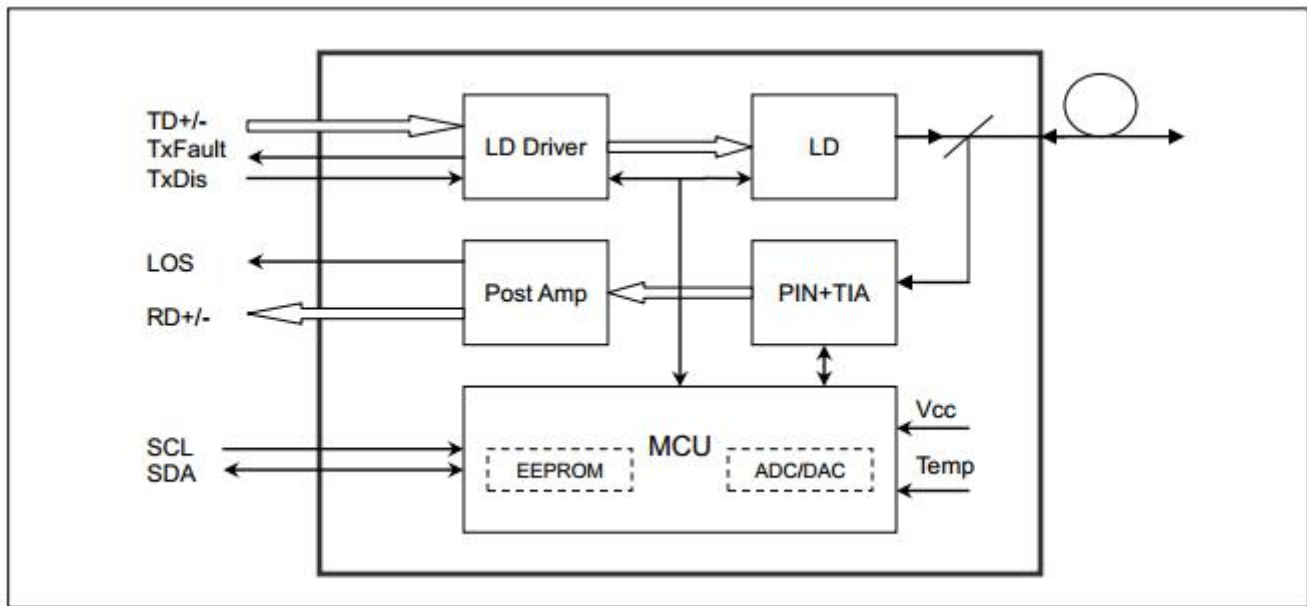 TD+/-
TxFault
TxDis
LD Driver
LD
LOS
RD+/-
Post Amp
PIN+TIA
SCL
SDA
MCU
EEPROM
ADC/DAC
Vcc
Temp